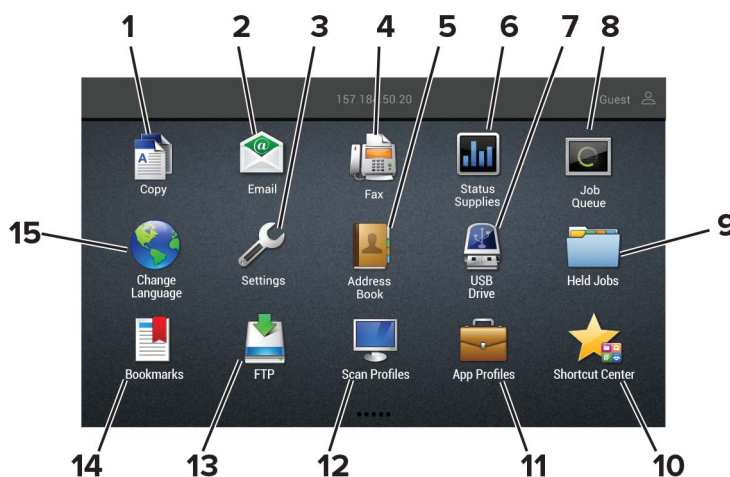 1 2 3 4 5 6 7 8
157.184.50.20 Guest
Copy Email Fax Status Supplies Job Queue
15 9
Change Language Settings Address Book USB Drive Held Jobs
Bookmarks FTP Scan Profiles App Profiles Shortcut Center
14 13 12 11 10